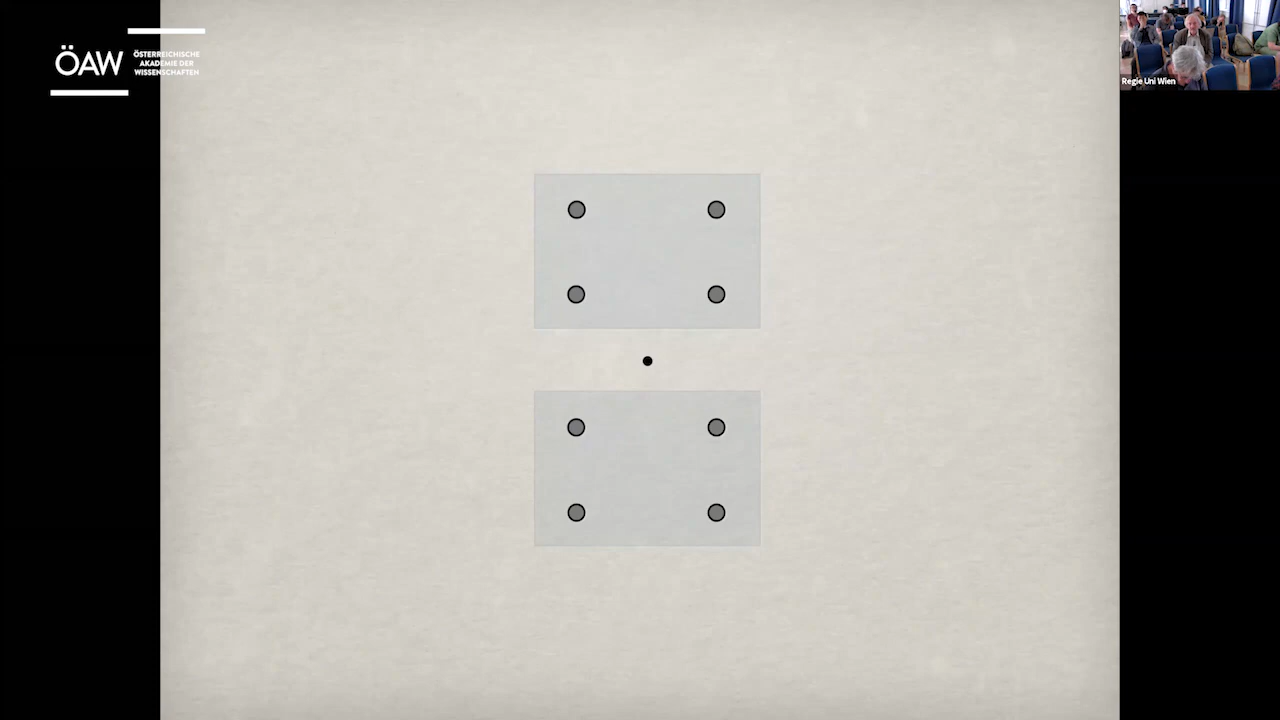 ÖAW
ÖSTERREICHISCHE
AKADEMIE DER
WISSENSCHAFTEN
Regie Uni Wien